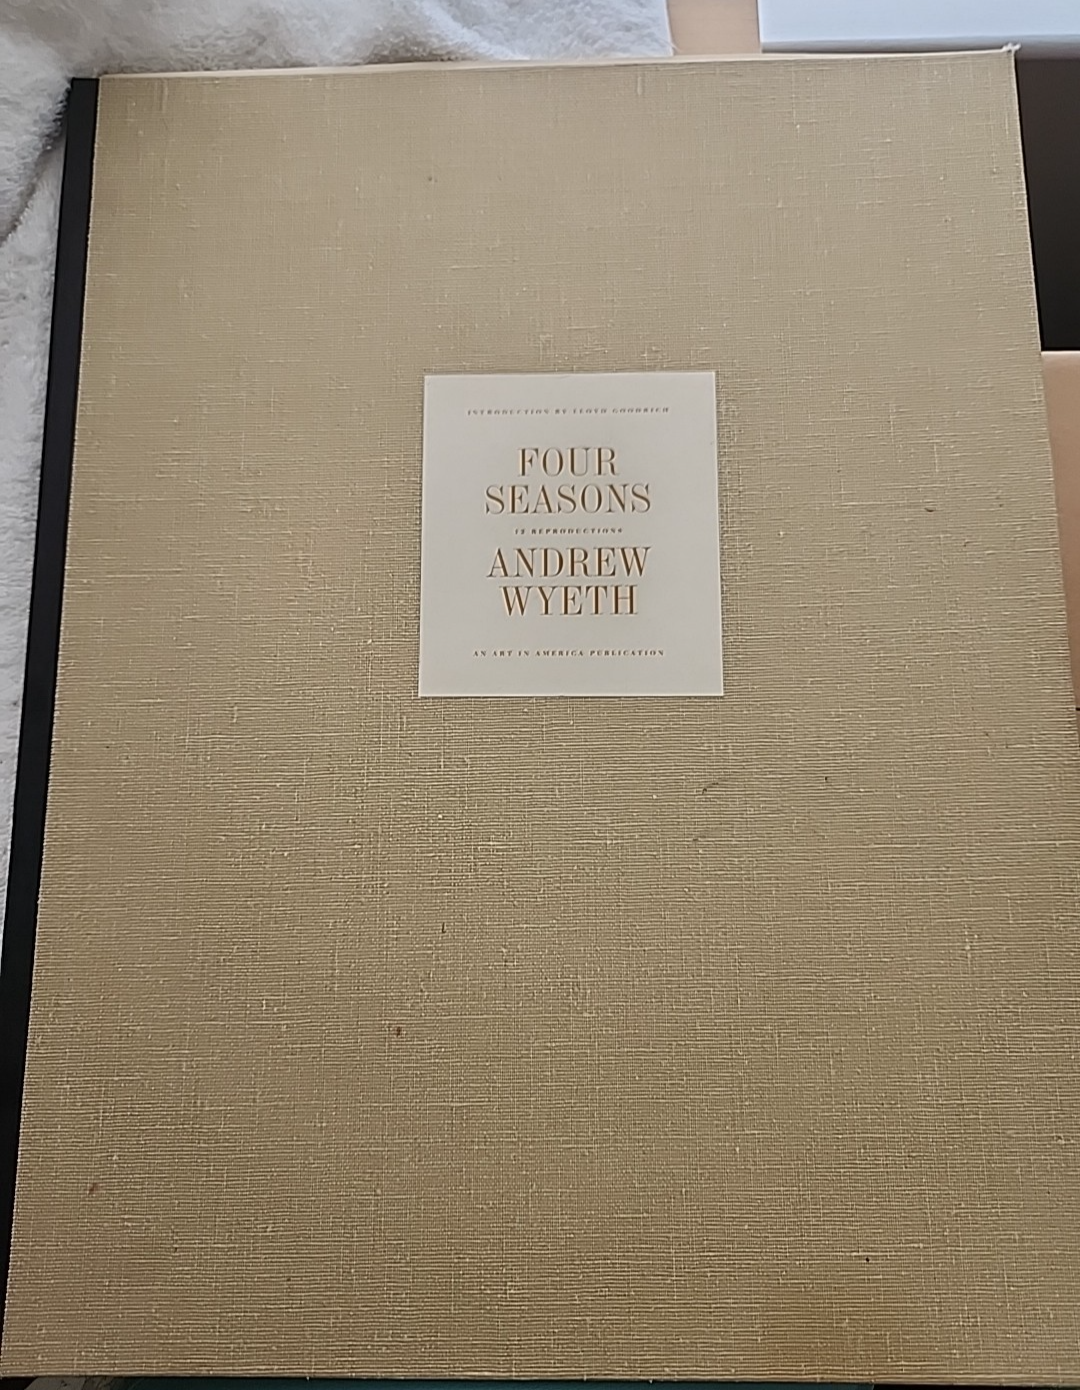 INTRODUCTION BY LLOYD GOODRICH
FOUR
SEASONS
12 REPRODUCTIONS
ANDREW
WYETH
AN ART IN AMERICA PUBLICATION